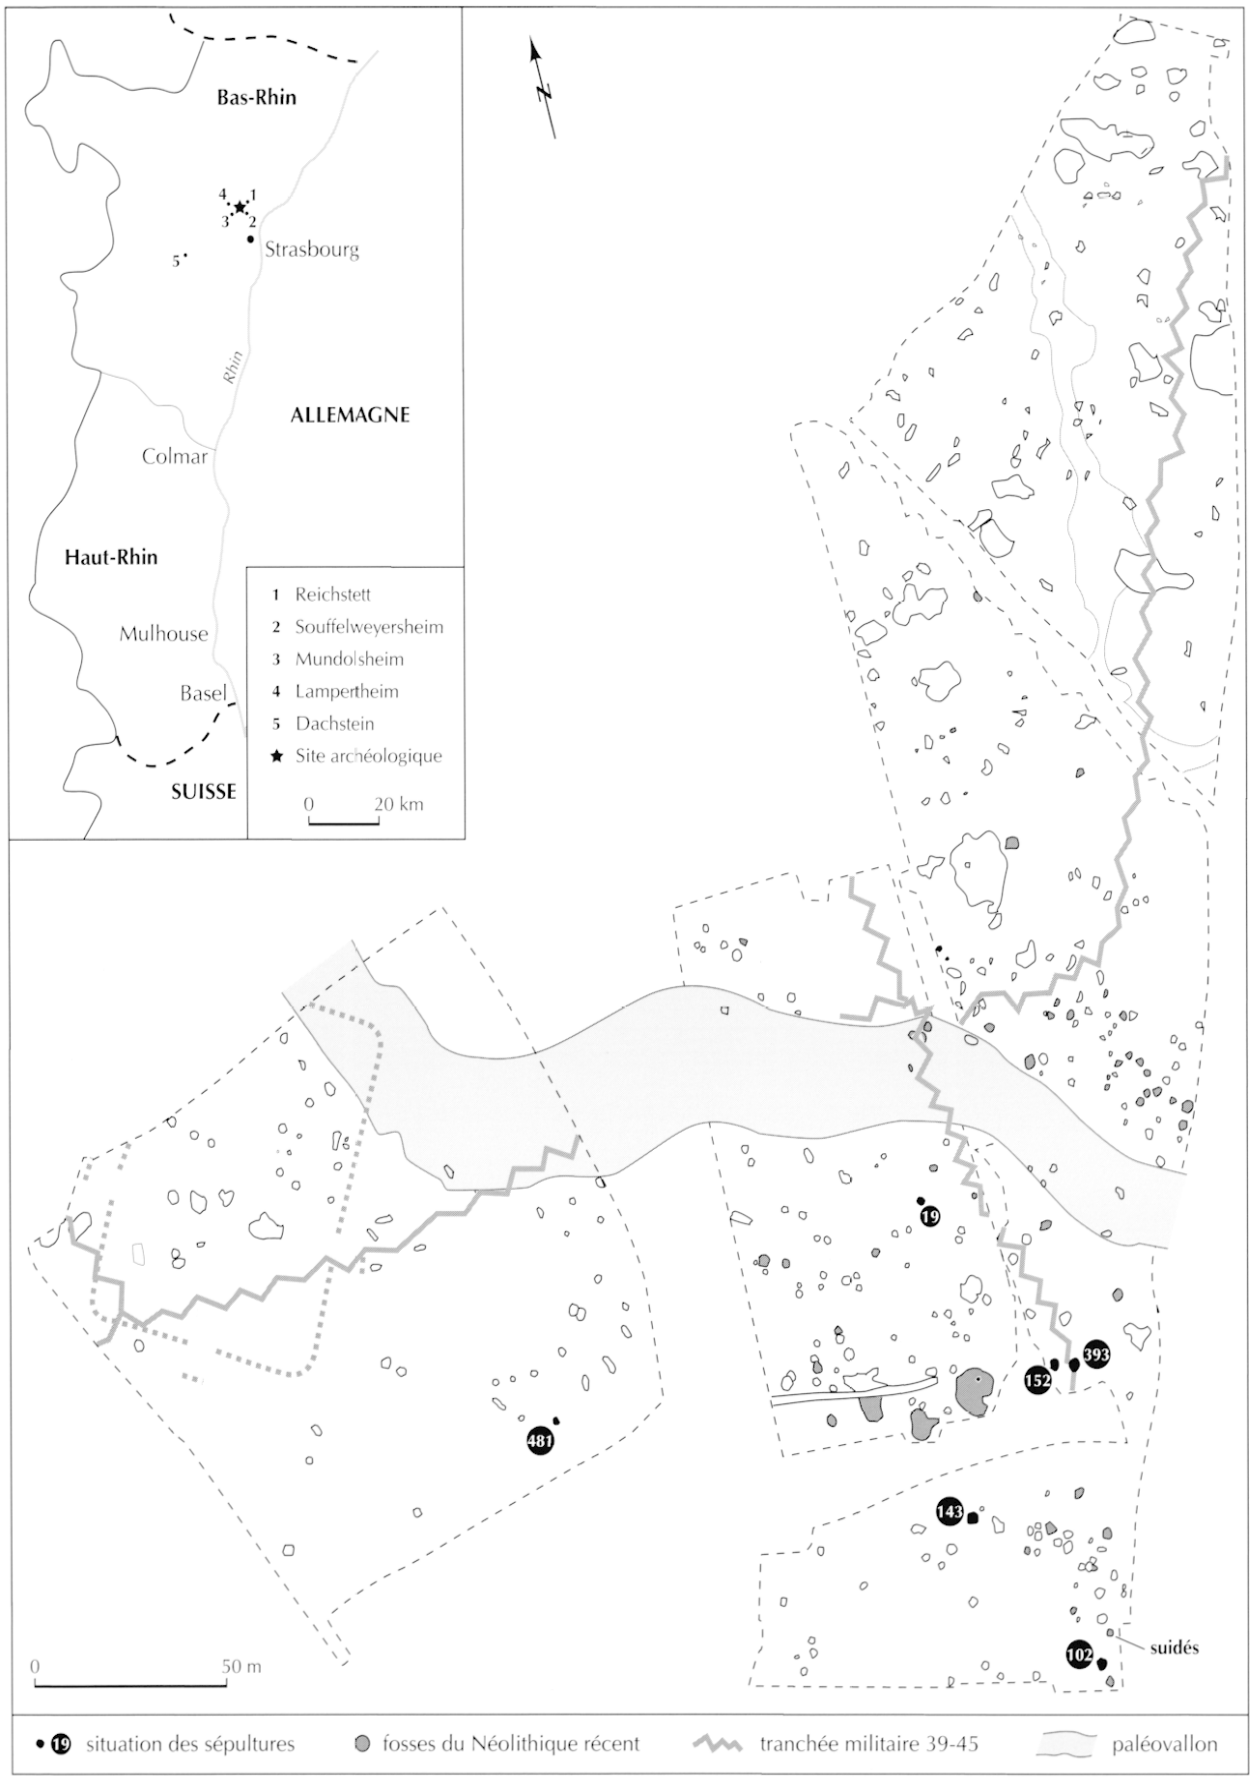 Bas-Rhin
4 1
3 2
Strasbourg
5
Rhin
ALLEMAGNE
Colmar
Haut-Rhin
Mulhouse
Basel
SUISSE
1 Reichstett
2 Souffelweyersheim
3 Mundolsheim
4 Lampertheim
5 Dachstein
★ Site archéologique
0 20 km
N
19
393
152
481
143
102
suidés
0 50 m
19 situation des sépultures
fosses du Néolithique récent
tranchée militaire 39-45
paléovallon